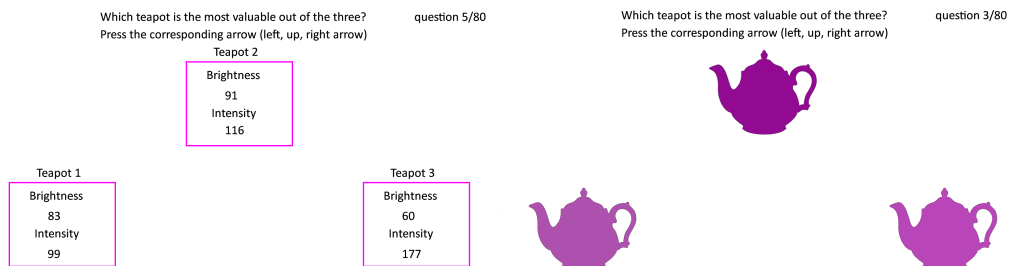 Which teapot is the most valuable out of the three? question 5/80
Press the corresponding arrow (left, up, right arrow)
Teapot 2
Brightness
91
Intensity
116
Teapot 1
Brightness
83
Intensity
99
Teapot 3
Brightness
60
Intensity
177
Which teapot is the most valuable out of the three? question 3/80
Press the corresponding arrow (left, up, right arrow)